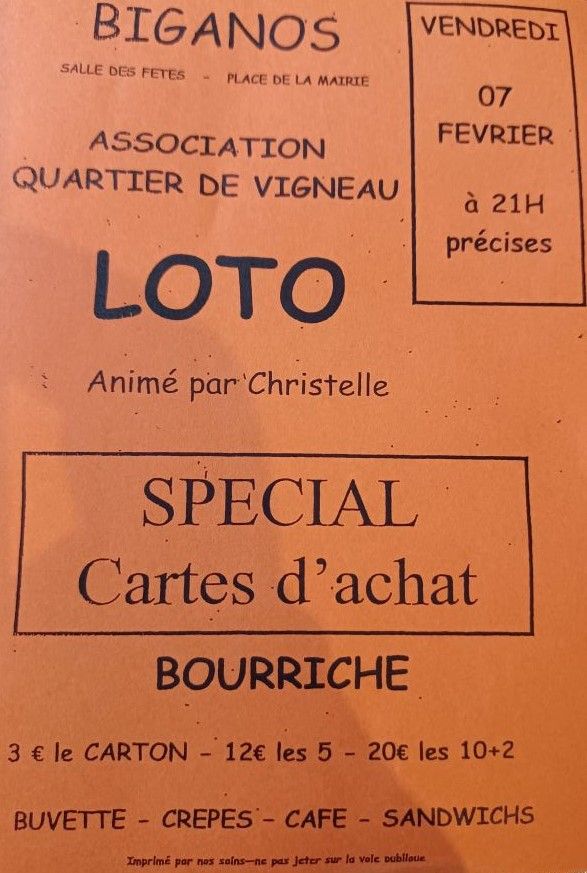 BIGANOS
SALLE DES FETES - PLACE DE LA MAIRIE
VENDREDI
07
FEVRIER
à 21H
précises
ASSOCIATION
QUARTIER DE VIGNEAU
LOTO
Animé par Christelle
SPECIAL
Cartes d'achat
BOURRICHE
3 € le CARTON - 12€ les 5 - 20€ les 10+2
BUVETTE - CREPES - CAFE - SANDWICHS
Imprimé par nos soins—ne pas jeter sur la voie publique